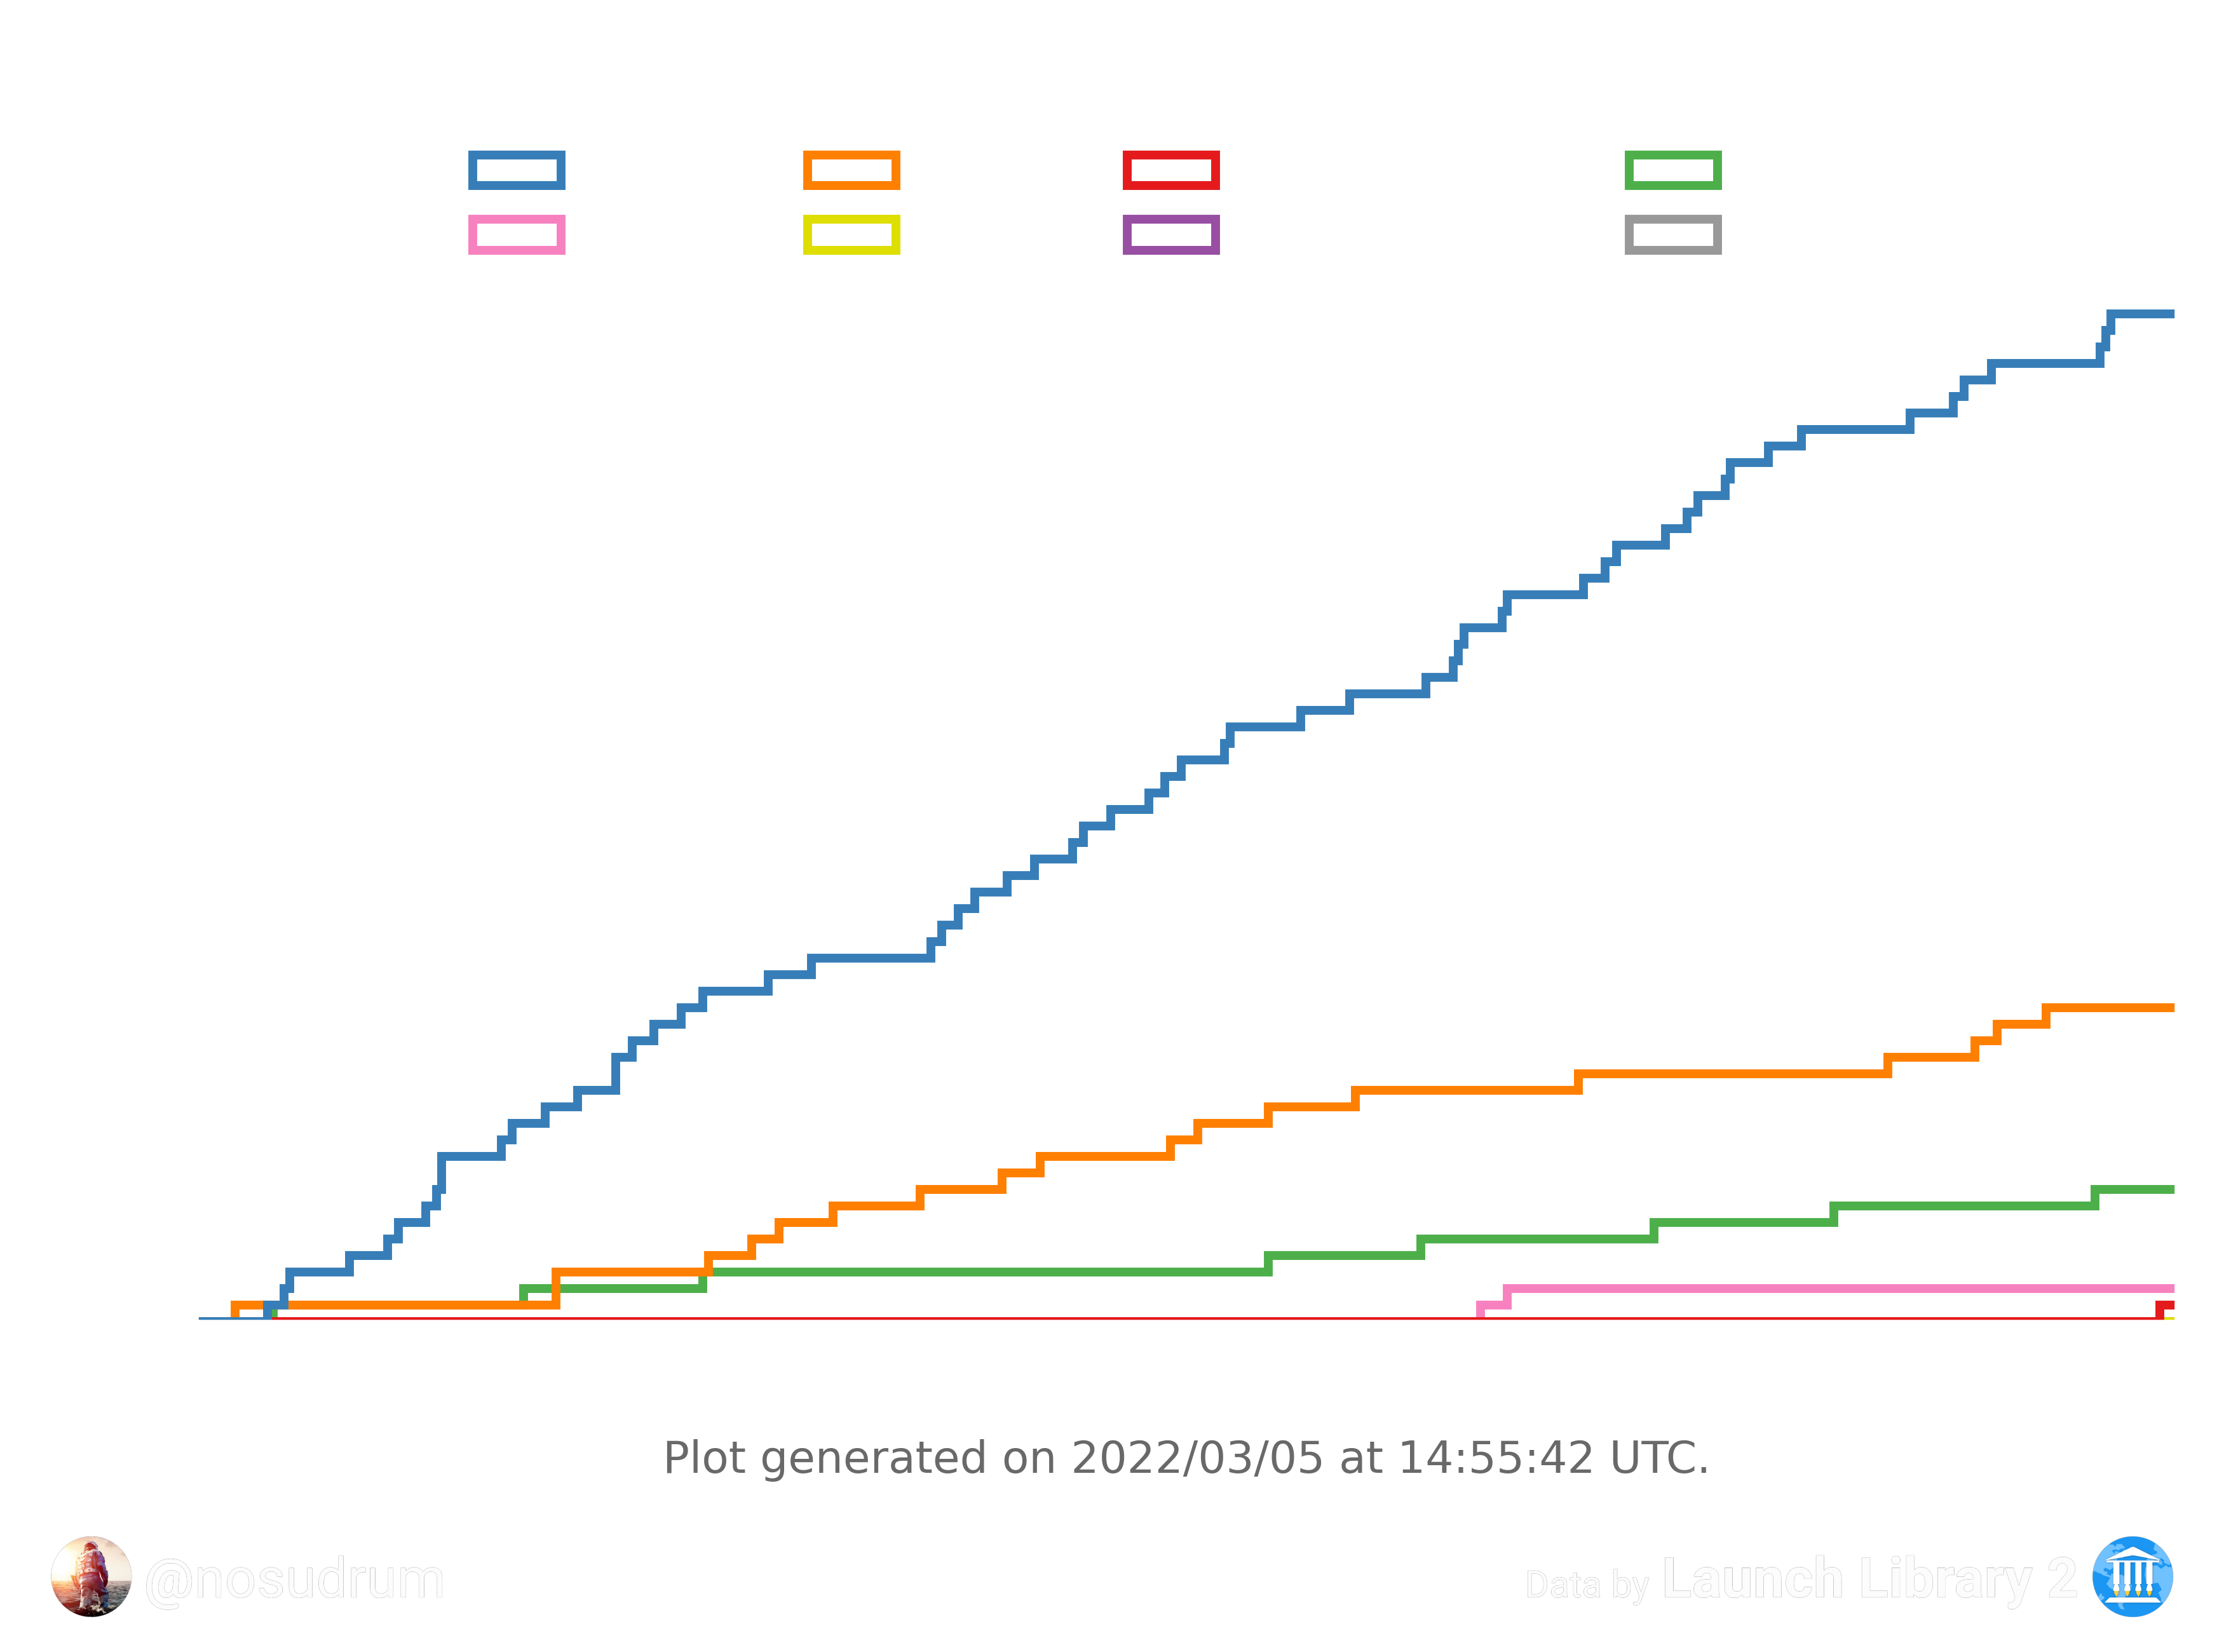 Plot generated on 2022/03/05 at 14:55:42 UTC.
@nosudrum
Data by Launch Library 2